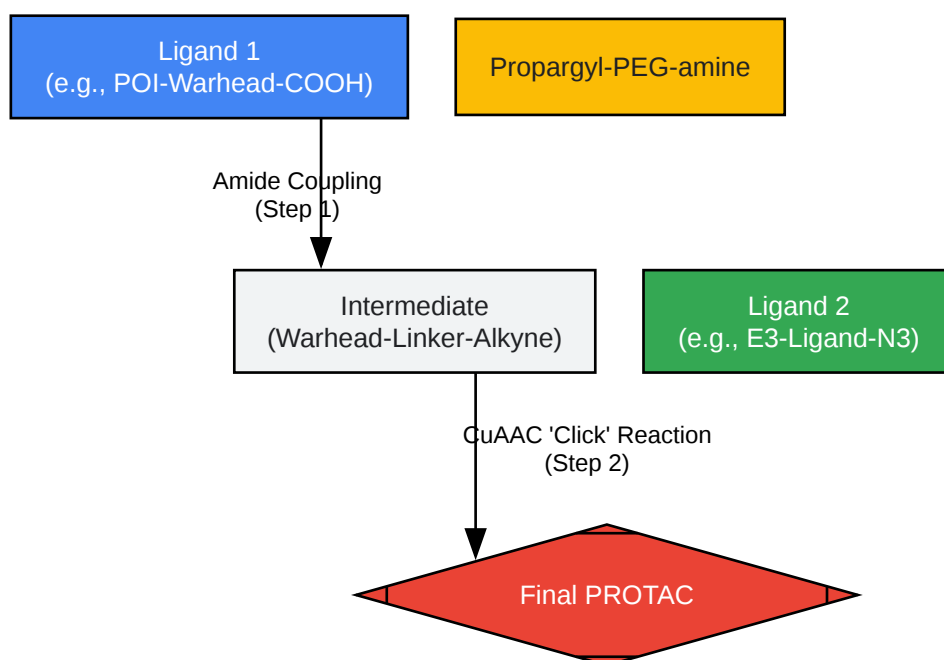 Ligand 1
(e.g., POI-Warhead-COOH)
Propargyl-PEG-amine
Amide Coupling
(Step 1)
Intermediate
(Warhead-Linker-Alkyne)
Ligand 2
(e.g., E3-Ligand-N3)
CuAAC 'Click' Reaction
(Step 2)
Final PROTAC